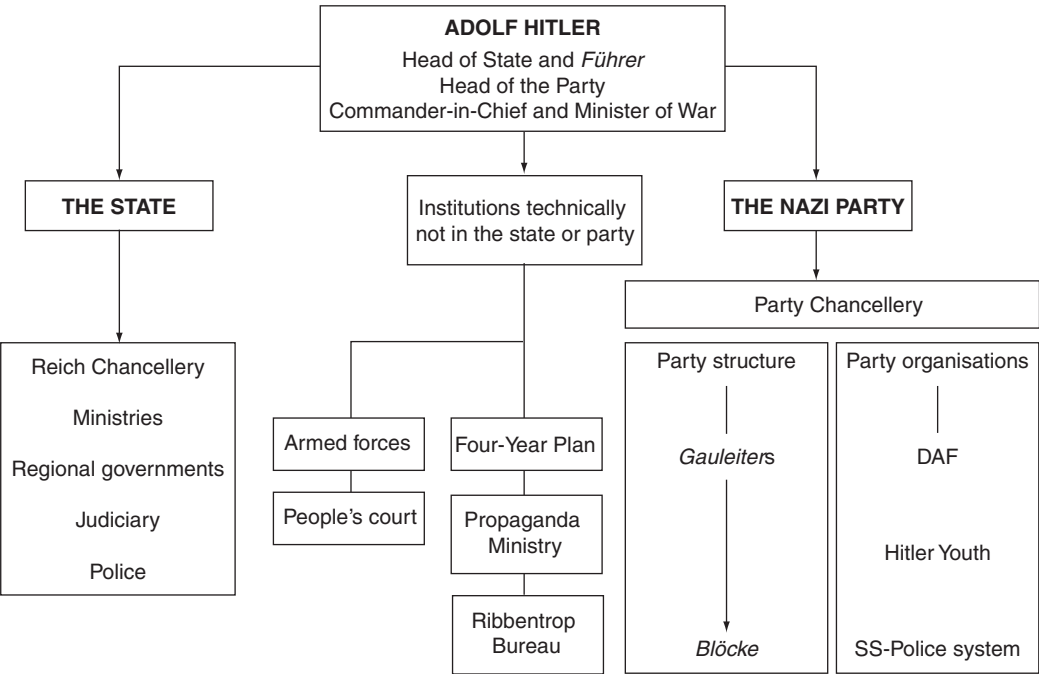 ADOLF HITLER
Head of State and Führer
Head of the Party
Commander-in-Chief and Minister of War
THE STATE
Reich Chancellery
Ministries
Regional governments
Judiciary
Police
Institutions technically
not in the state or party
Armed forces
People's court
Four-Year Plan
Propaganda
Ministry
Ribbentrop
Bureau
THE NAZI PARTY
Party Chancellery
Party structure
Gauleiters
Blöcke
Party organisations
DAF
Hitler Youth
SS-Police system